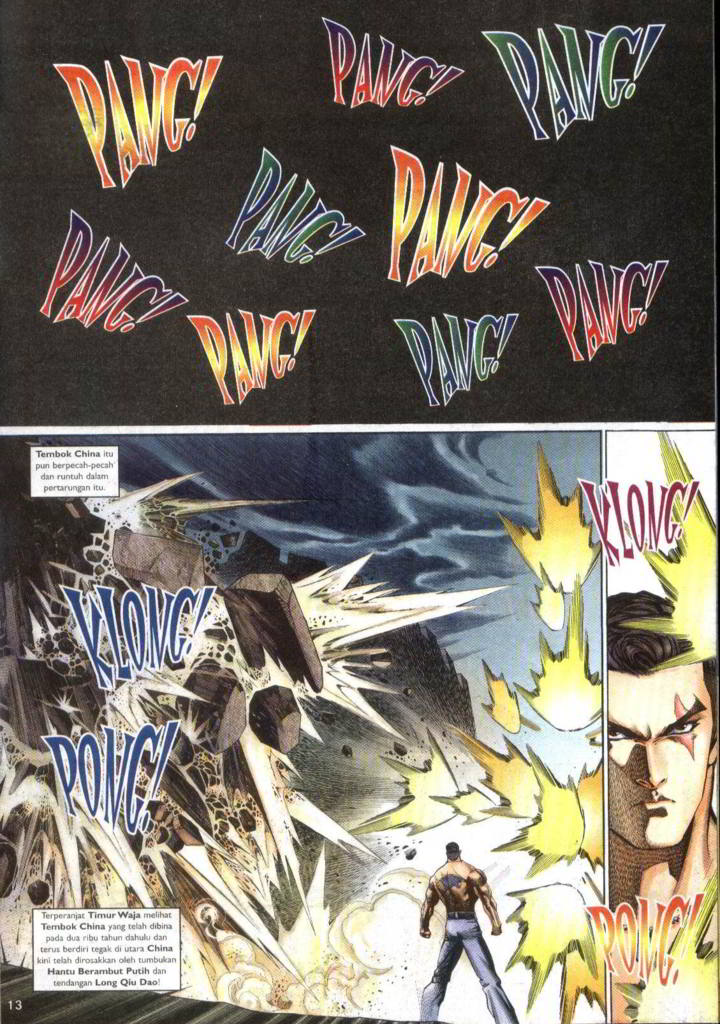 PANG!
PANG!
PANG!
PANG!
PANG!
PANG!
PANG!
PANG!
PANG!
Tembok China itu
pun berpecah-pecah
dan runtuh dalam
pertarungan itu.
KLONG!
KLONG!
PONG!
PONG!
Terperanjat Timur Waja melihat
Tembok China yang telah dibina
pada dua ribu tahun dahulu dan
terus berdiri tegak di utara China
kini telah dirosakkan oleh tumbukan
Hantu Berambut Putih dan
tendangan Long Qiu Dao!
13